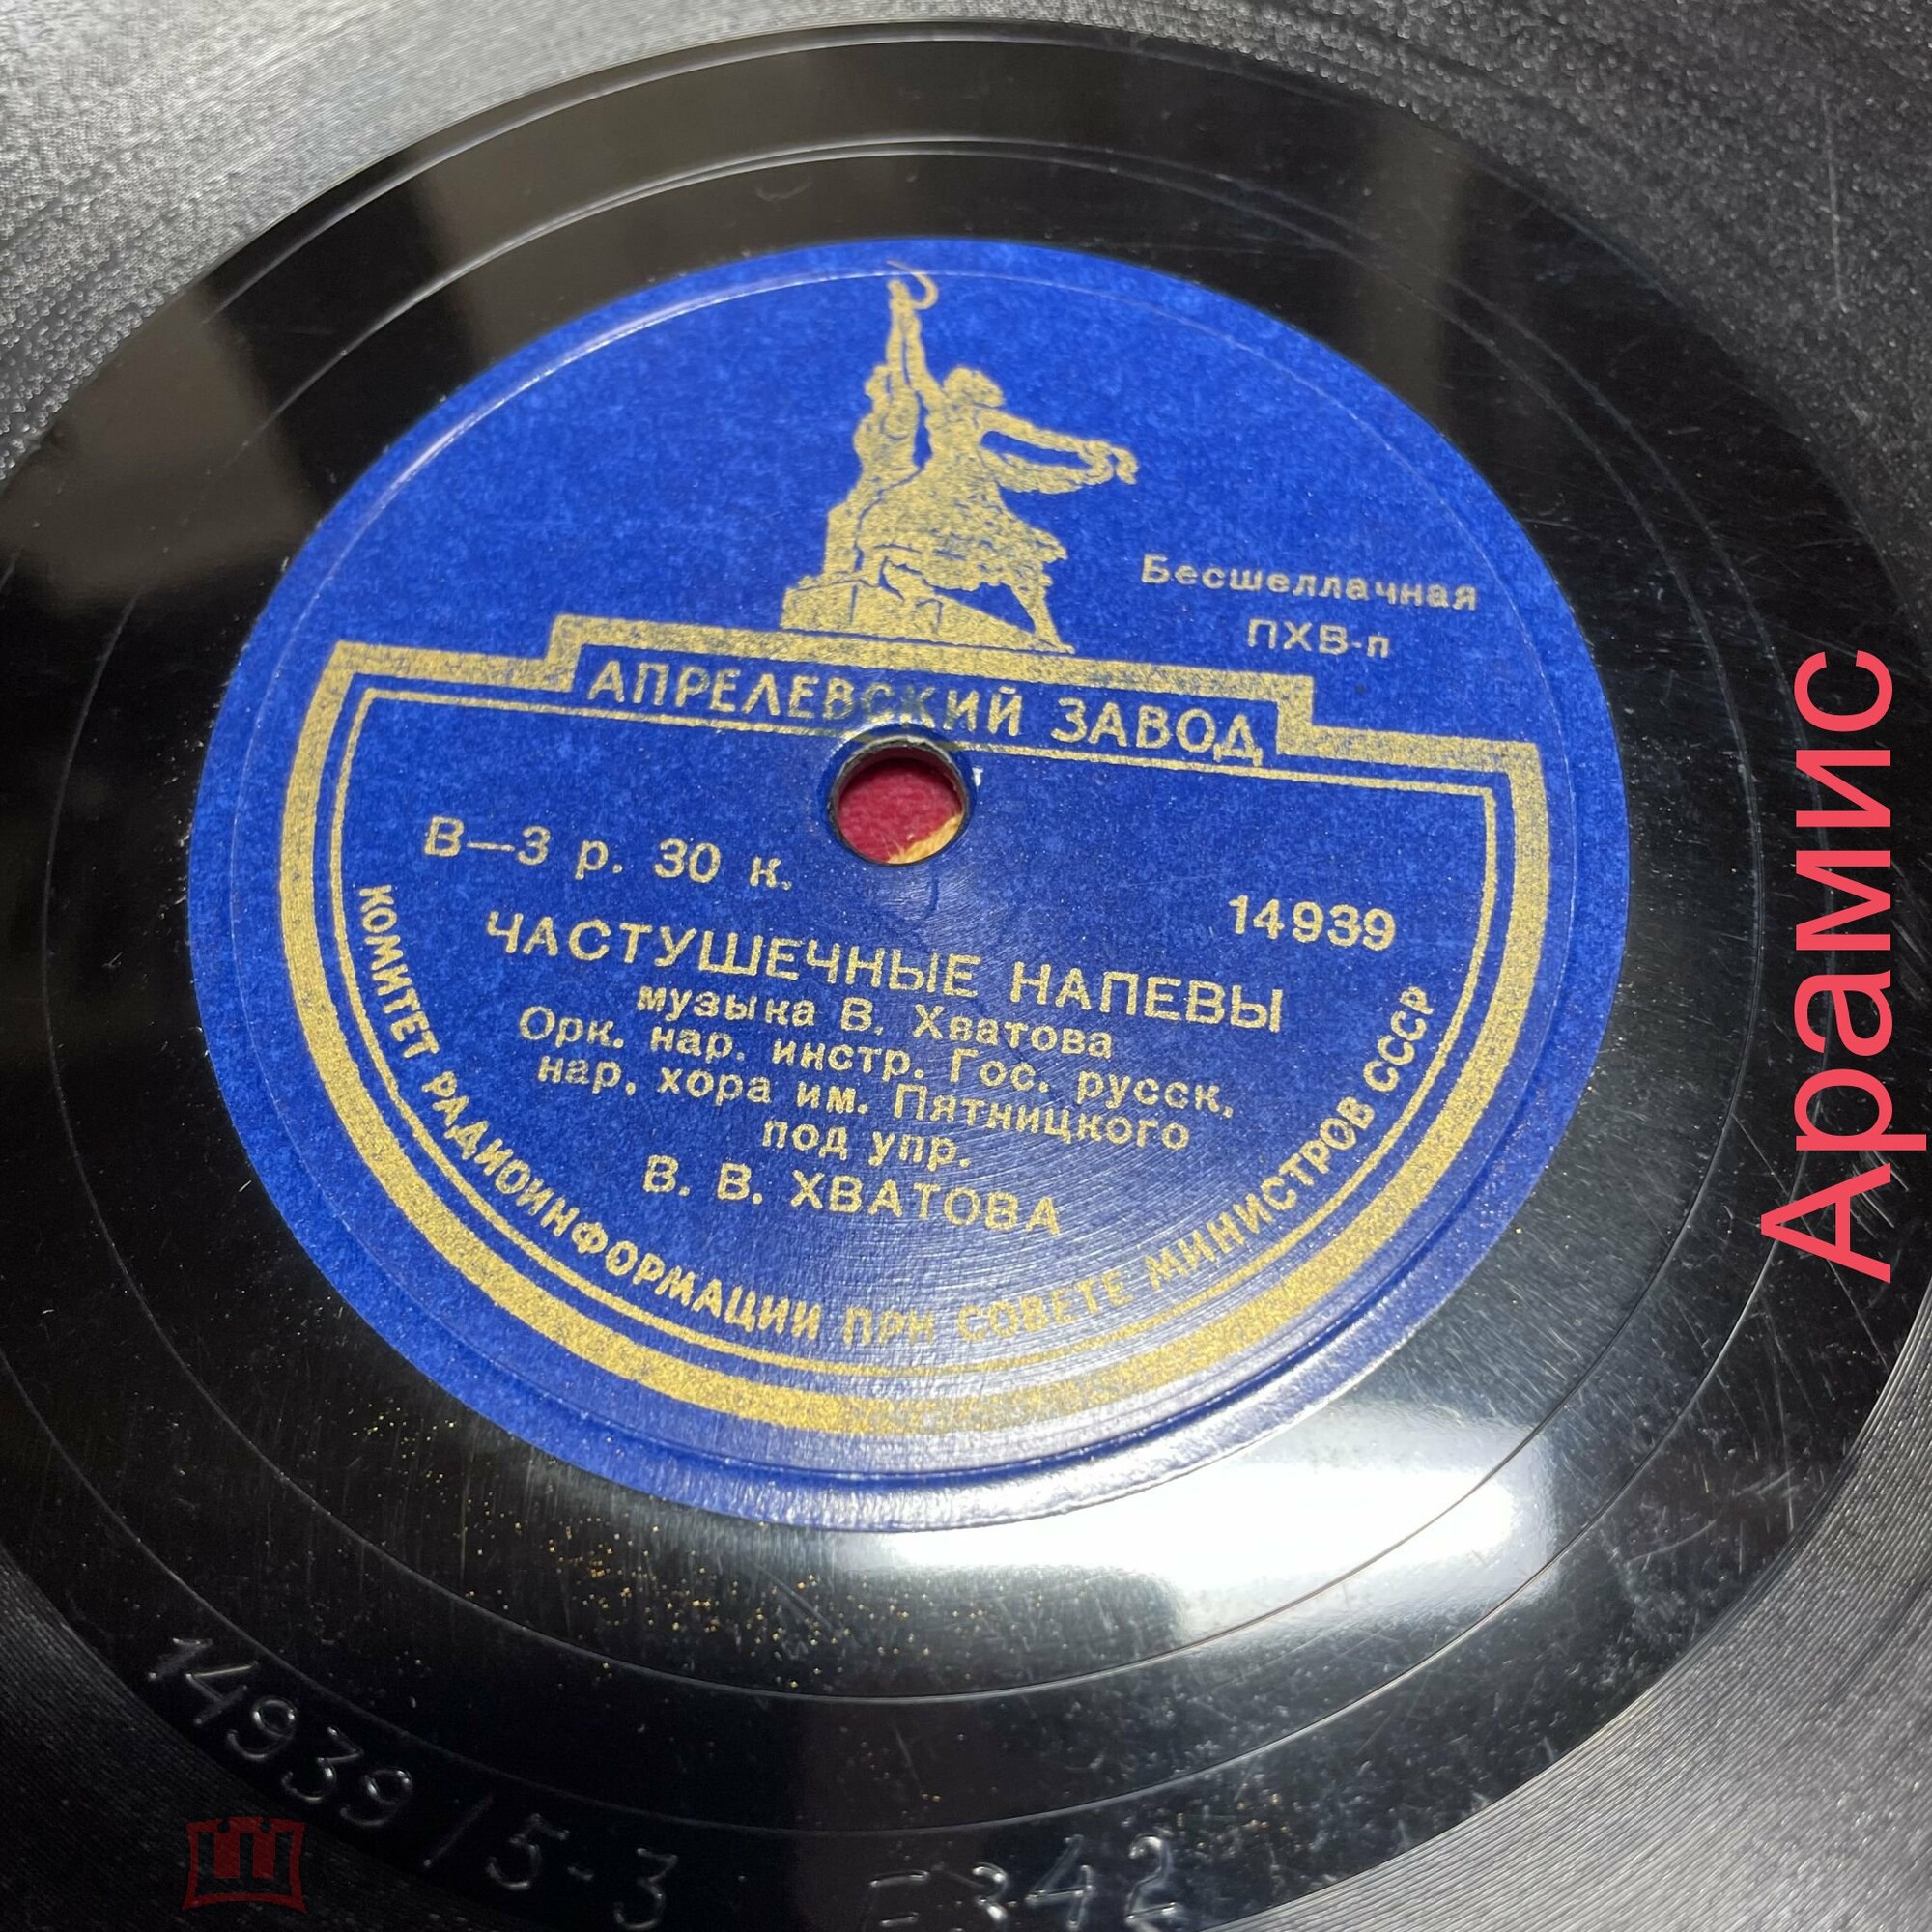 Бесшеллачная
ПХВ-п
АПРЕЛЕВСКИЙ ЗАВОД
В—3 р. 30 к.
14939
ЧАСТУШЕЧНЫЕ НАПЕВЫ
музыка В. Хватова
Орк. нар. инстр. Гос. русск.
нар. хора им. Пятницкого
под упр.
В. В. ХВАТОВА
КОМИТЕТ РАДИОИНФОРМАЦИИ ПРИ СОВЕТЕ МИНИСТРОВ СССР
14939/5-3
342
Арамис